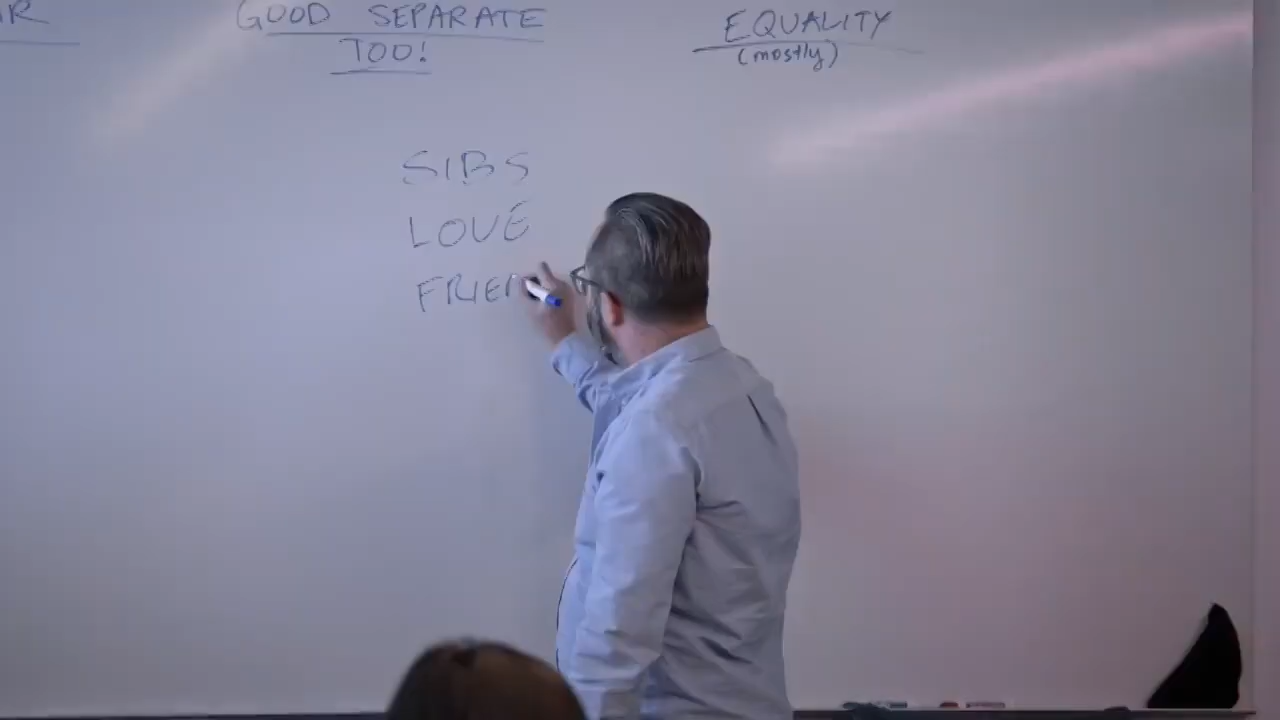 GOOD SEPARATE
TOO!
EQUALITY
(mostly)
SIBS
LOVE